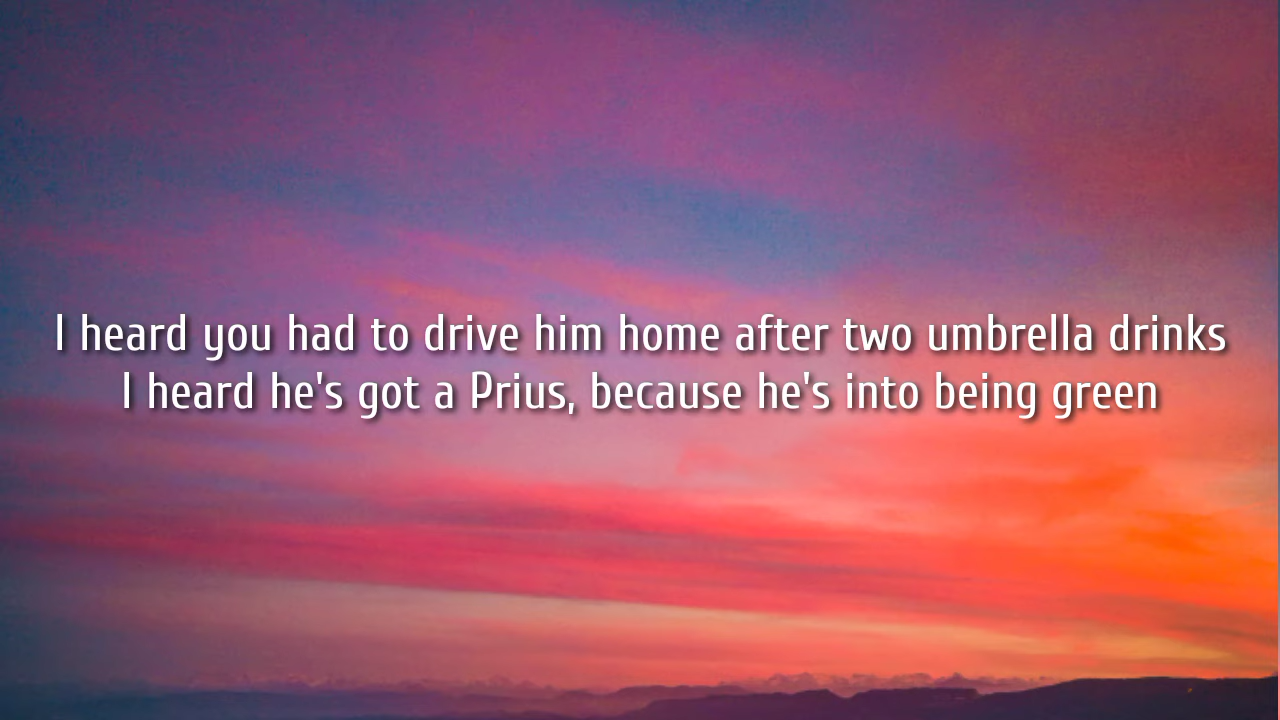 I heard you had to drive him home after two umbrella drinks
I heard he's got a Prius, because he's into being green